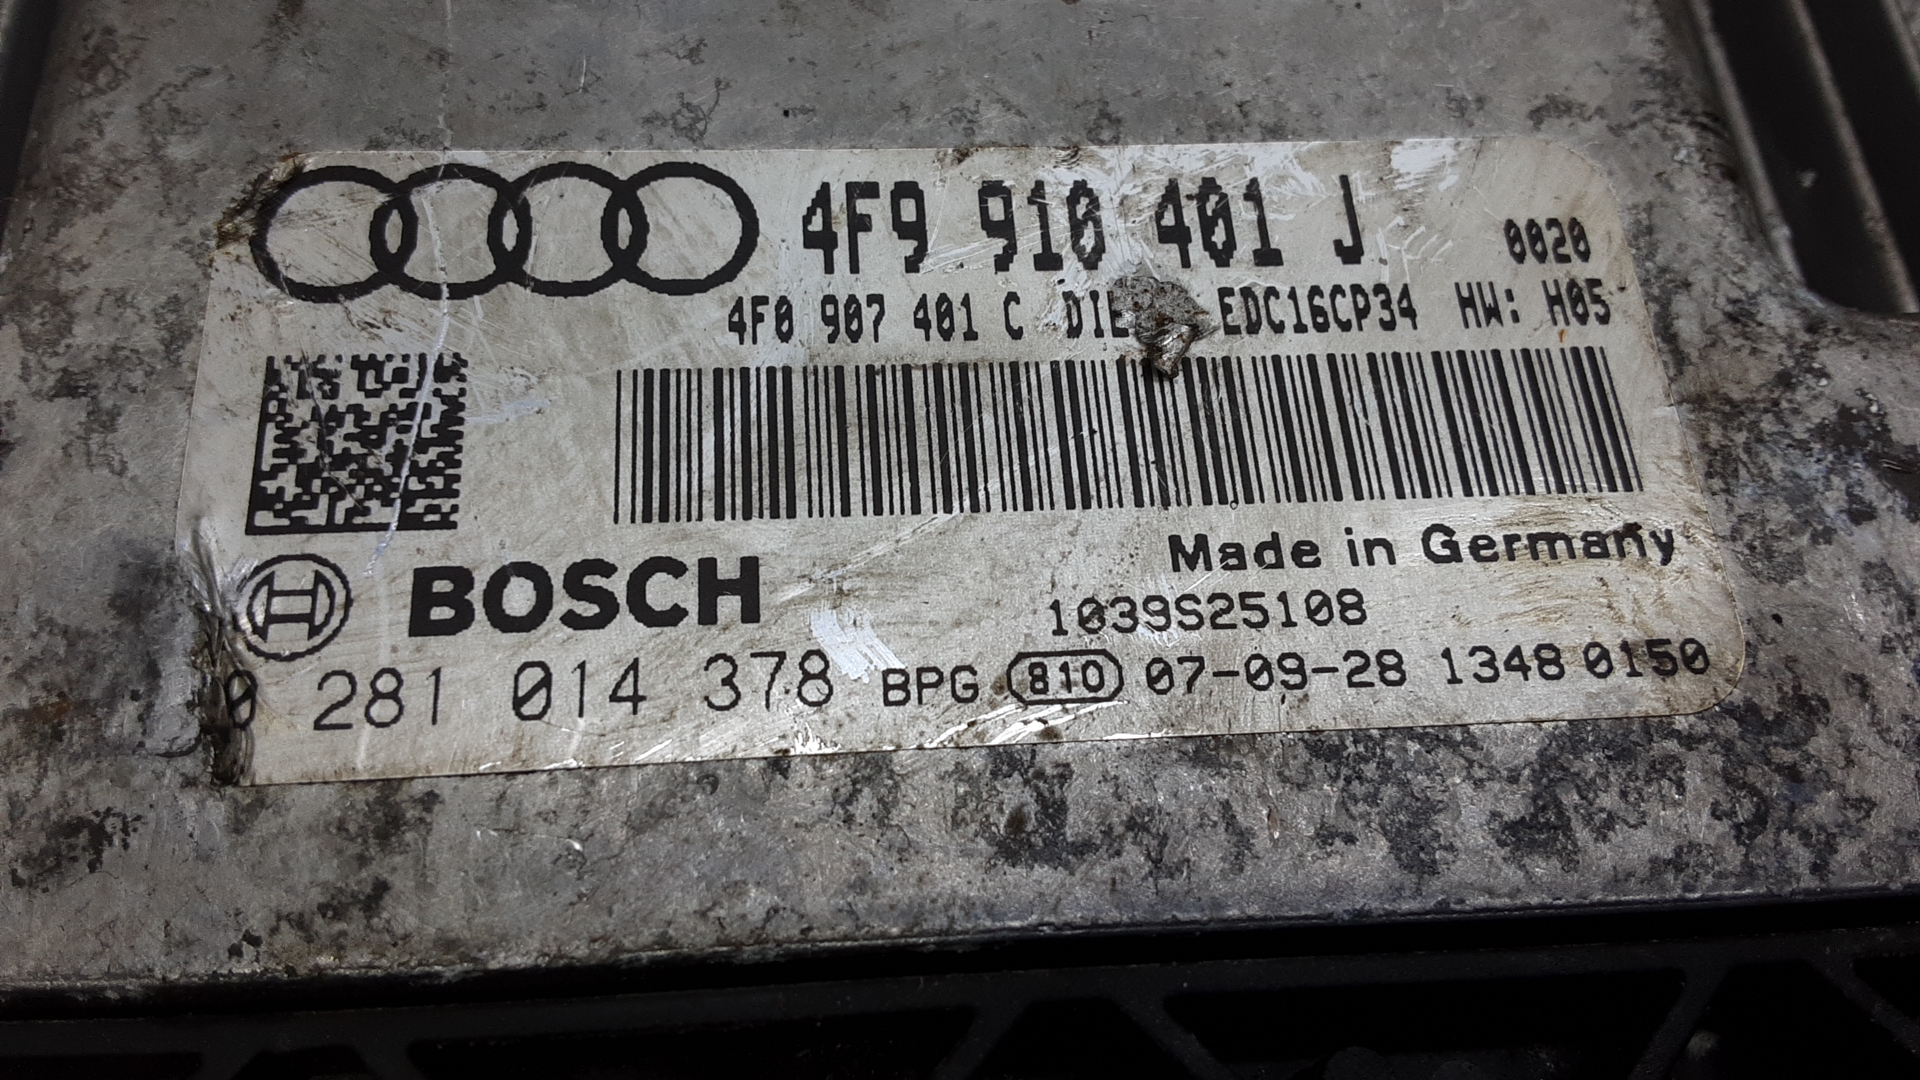 4F9 910 401 J 0020
4F0 907 401 C EDC16CP34 HW: H05
Made in Germany
BOSCH
1039S25108
0 281 014 378 BPG 810 07-09-28 1348 0150